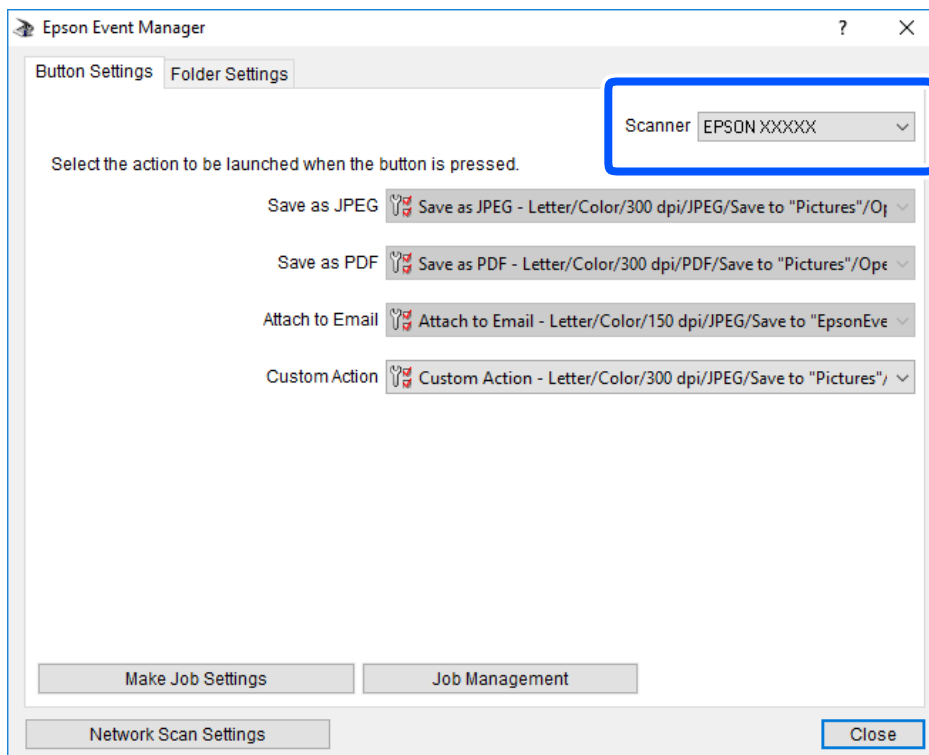 Epson Event Manager
Button Settings Folder Settings
Scanner EPSON XXXXX
Select the action to be launched when the button is pressed.
Save as JPEG Save as JPEG - Letter/Color/300 dpi/JPEG/Save to "Pictures"/Op
Save as PDF Save as PDF - Letter/Color/300 dpi/PDF/Save to "Pictures"/Ope
Attach to Email Attach to Email - Letter/Color/150 dpi/JPEG/Save to "EpsonEve
Custom Action Custom Action - Letter/Color/300 dpi/JPEG/Save to "Pictures"/
Make Job Settings Job Management
Network Scan Settings Close